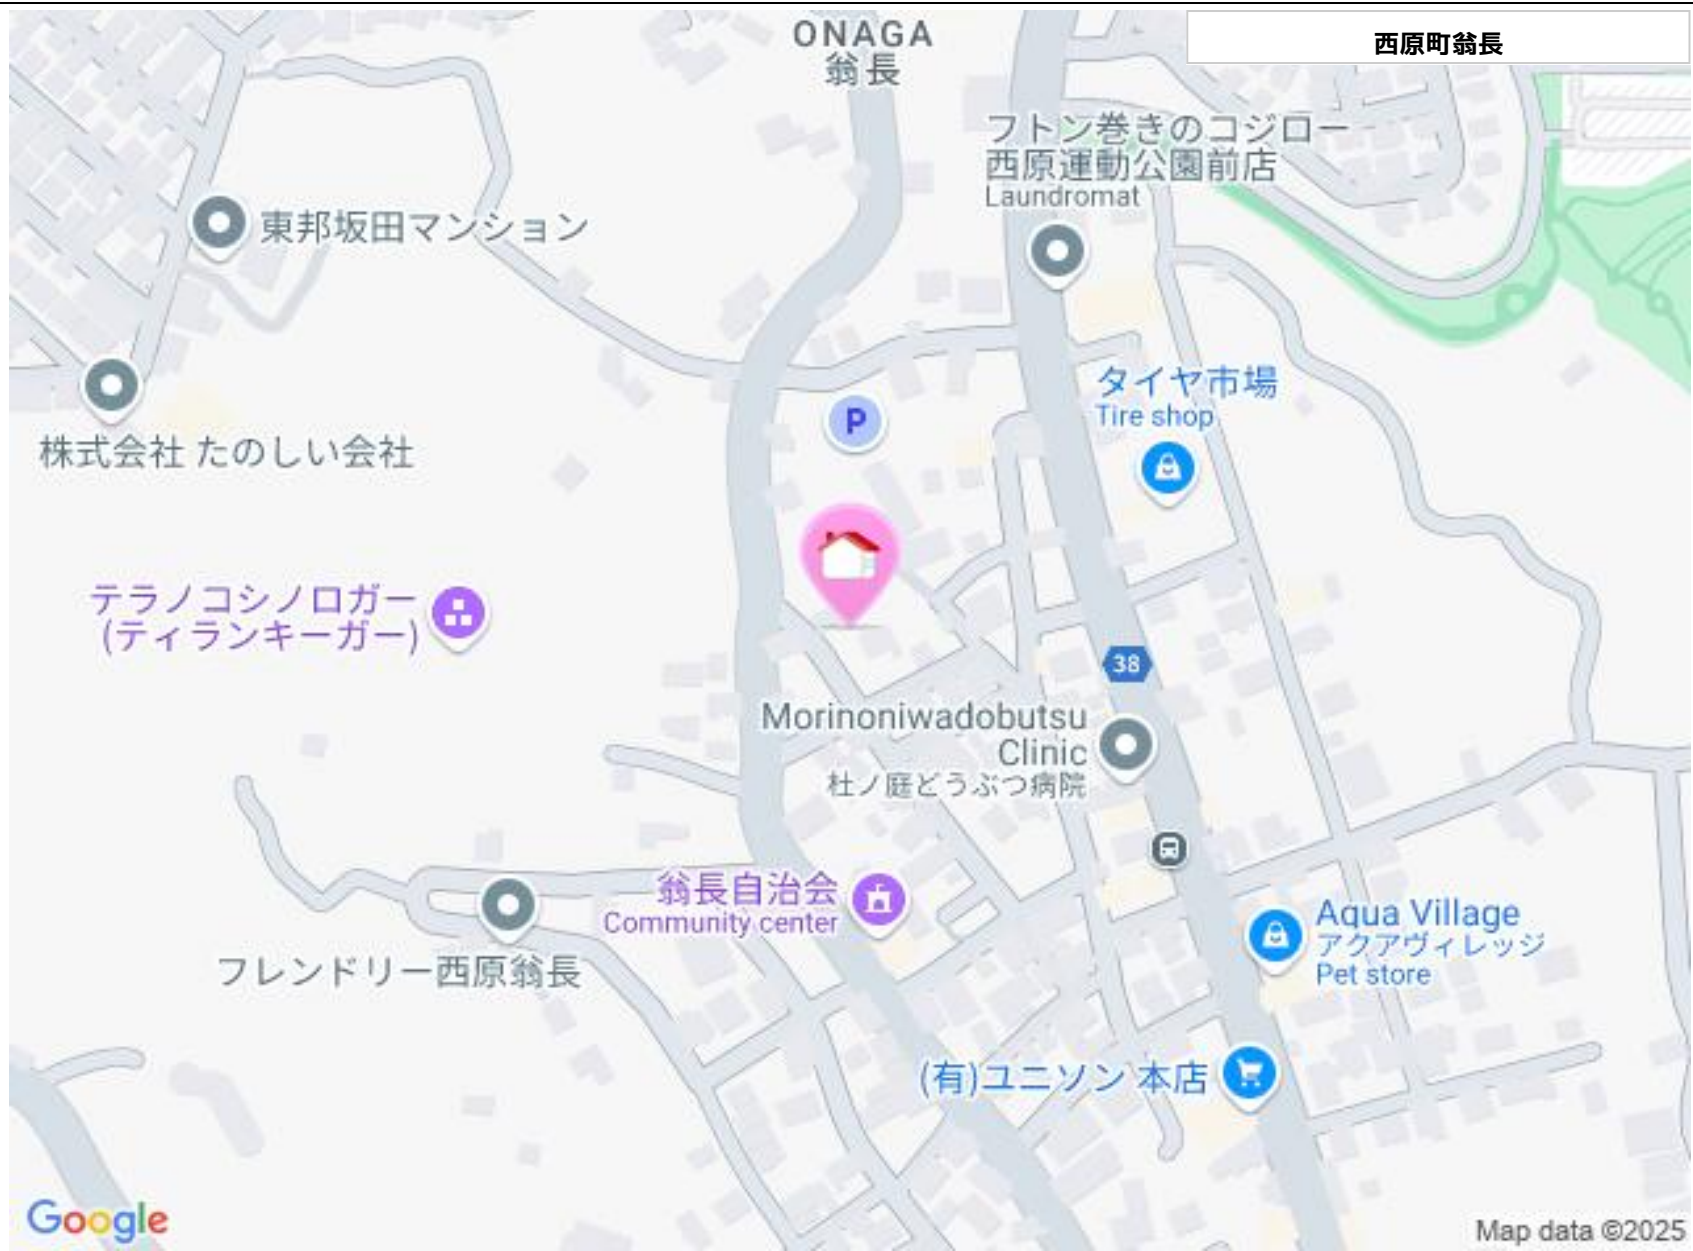 ONAGA
翁長
西原町翁長
フトン巻きのコジロー
西原運動公園前店
Laundromat
東邦坂田マンション
タイヤ市場
Tire shop
P
株式会社 たのしい会社
テラノコシノロガー
(ティランキーガー)
38
Morinoniwadobutsu
Clinic
杜ノ庭どうぶつ病院
翁長自治会
Community center
Aqua Village
アクアヴィレッジ
Pet store
フレンドリー西原翁長
(有)ユニソン 本店
Google
Map data ©2025